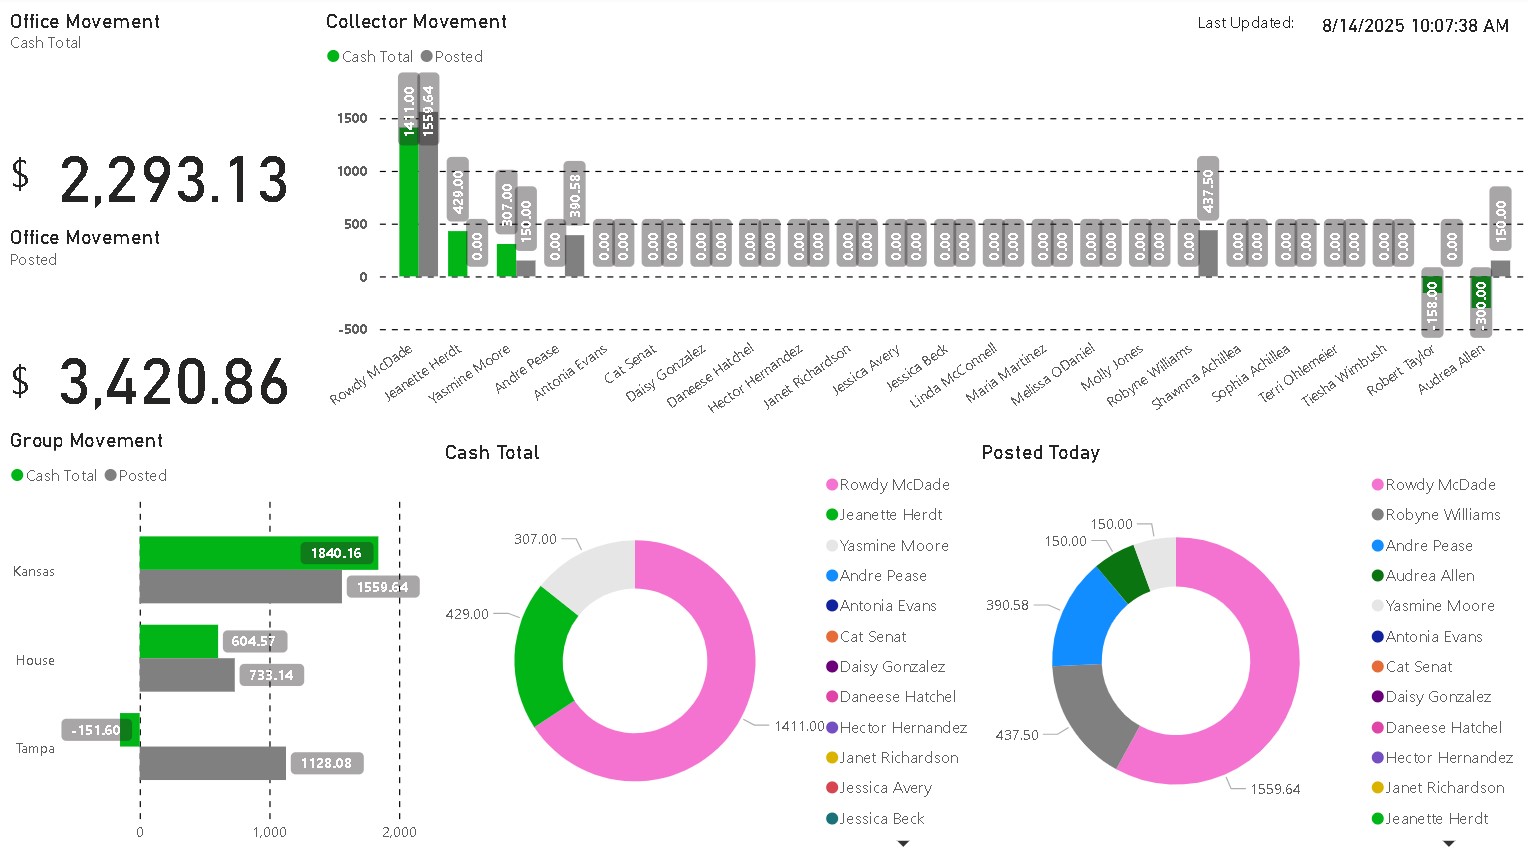 Office Movement
Cash Total
$ 2,293.13
Office Movement
Posted
$ 3,420.86
Collector Movement
Last Updated: 8/14/2025 10:07:38 AM
Cash Total Posted
1500
1000
500
0
-500
1411.00 1559.64 429.00 0.00 307.00 150.00 0.00 390.58 0.00 0.00 0.00 0.00 0.00 0.00 0.00 0.00 0.00 0.00 0.00 0.00 0.00 0.00 0.00 0.00 0.00 0.00 0.00 0.00 0.00 0.00 0.00 0.00 0.00 437.50 0.00 0.00 0.00 0.00 0.00 0.00 0.00 0.00 -158.00 0.00 -300.00 150.00
Rowdy McDade
Jeanette Herdt
Yasmine Moore
Andre Pease
Antonia Evans
Cat Senat
Daisy Gonzalez
Daneese Hatchel
Hector Hernandez
Janet Richardson
Jessica Avery
Jessica Beck
Linda McConnell
Maria Martinez
Melissa ODaniel
Molly Jones
Robyne Williams
Shawnna Achillea
Sophia Achillea
Terri Ohlemeier
Tiesha Wimbush
Robert Taylor
Audrea Allen
Group Movement
Cash Total Posted
Kansas
1840.16
1559.64
House
604.57
733.14
Tampa
-151.60
1128.08
0 1,000 2,000
Cash Total
307.00
429.00
1411.00
Rowdy McDade
Jeanette Herdt
Yasmine Moore
Andre Pease
Antonia Evans
Cat Senat
Daisy Gonzalez
Daneese Hatchel
Hector Hernandez
Janet Richardson
Jessica Avery
Jessica Beck
Posted Today
150.00
150.00
390.58
437.50
1559.64
Rowdy McDade
Robyne Williams
Andre Pease
Audrea Allen
Yasmine Moore
Antonia Evans
Cat Senat
Daisy Gonzalez
Daneese Hatchel
Hector Hernandez
Janet Richardson
Jeanette Herdt